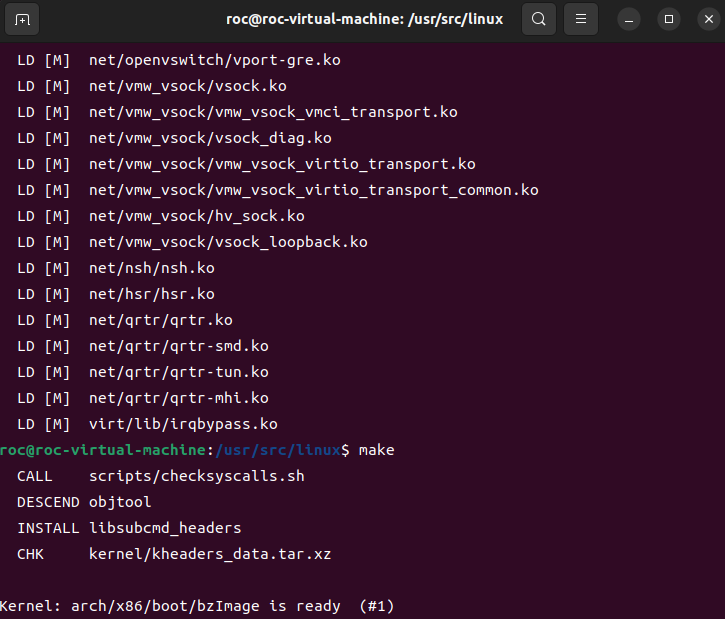 roc@roc-virtual-machine: /usr/src/linux
LD [M]  net/openvswitch/vport-gre.ko
LD [M]  net/vmw_vsock/vsock.ko
LD [M]  net/vmw_vsock/vmw_vsock_vmci_transport.ko
LD [M]  net/vmw_vsock/vsock_diag.ko
LD [M]  net/vmw_vsock/vmw_vsock_virtio_transport.ko
LD [M]  net/vmw_vsock/vmw_vsock_virtio_transport_common.ko
LD [M]  net/vmw_vsock/hv_sock.ko
LD [M]  net/vmw_vsock/vsock_loopback.ko
LD [M]  net/nsh/nsh.ko
LD [M]  net/hsr/hsr.ko
LD [M]  net/qrtr/qrtr.ko
LD [M]  net/qrtr/qrtr-smd.ko
LD [M]  net/qrtr/qrtr-tun.ko
LD [M]  net/qrtr/qrtr-mhi.ko
LD [M]  virt/lib/irqbypass.ko
roc@roc-virtual-machine:/usr/src/linux$ make
CALL    scripts/checksyscalls.sh
DESCEND objtool
INSTALL libsubcmd_headers
CHK     kernel/kheaders_data.tar.xz
Kernel: arch/x86/boot/bzImage is ready  (#1)